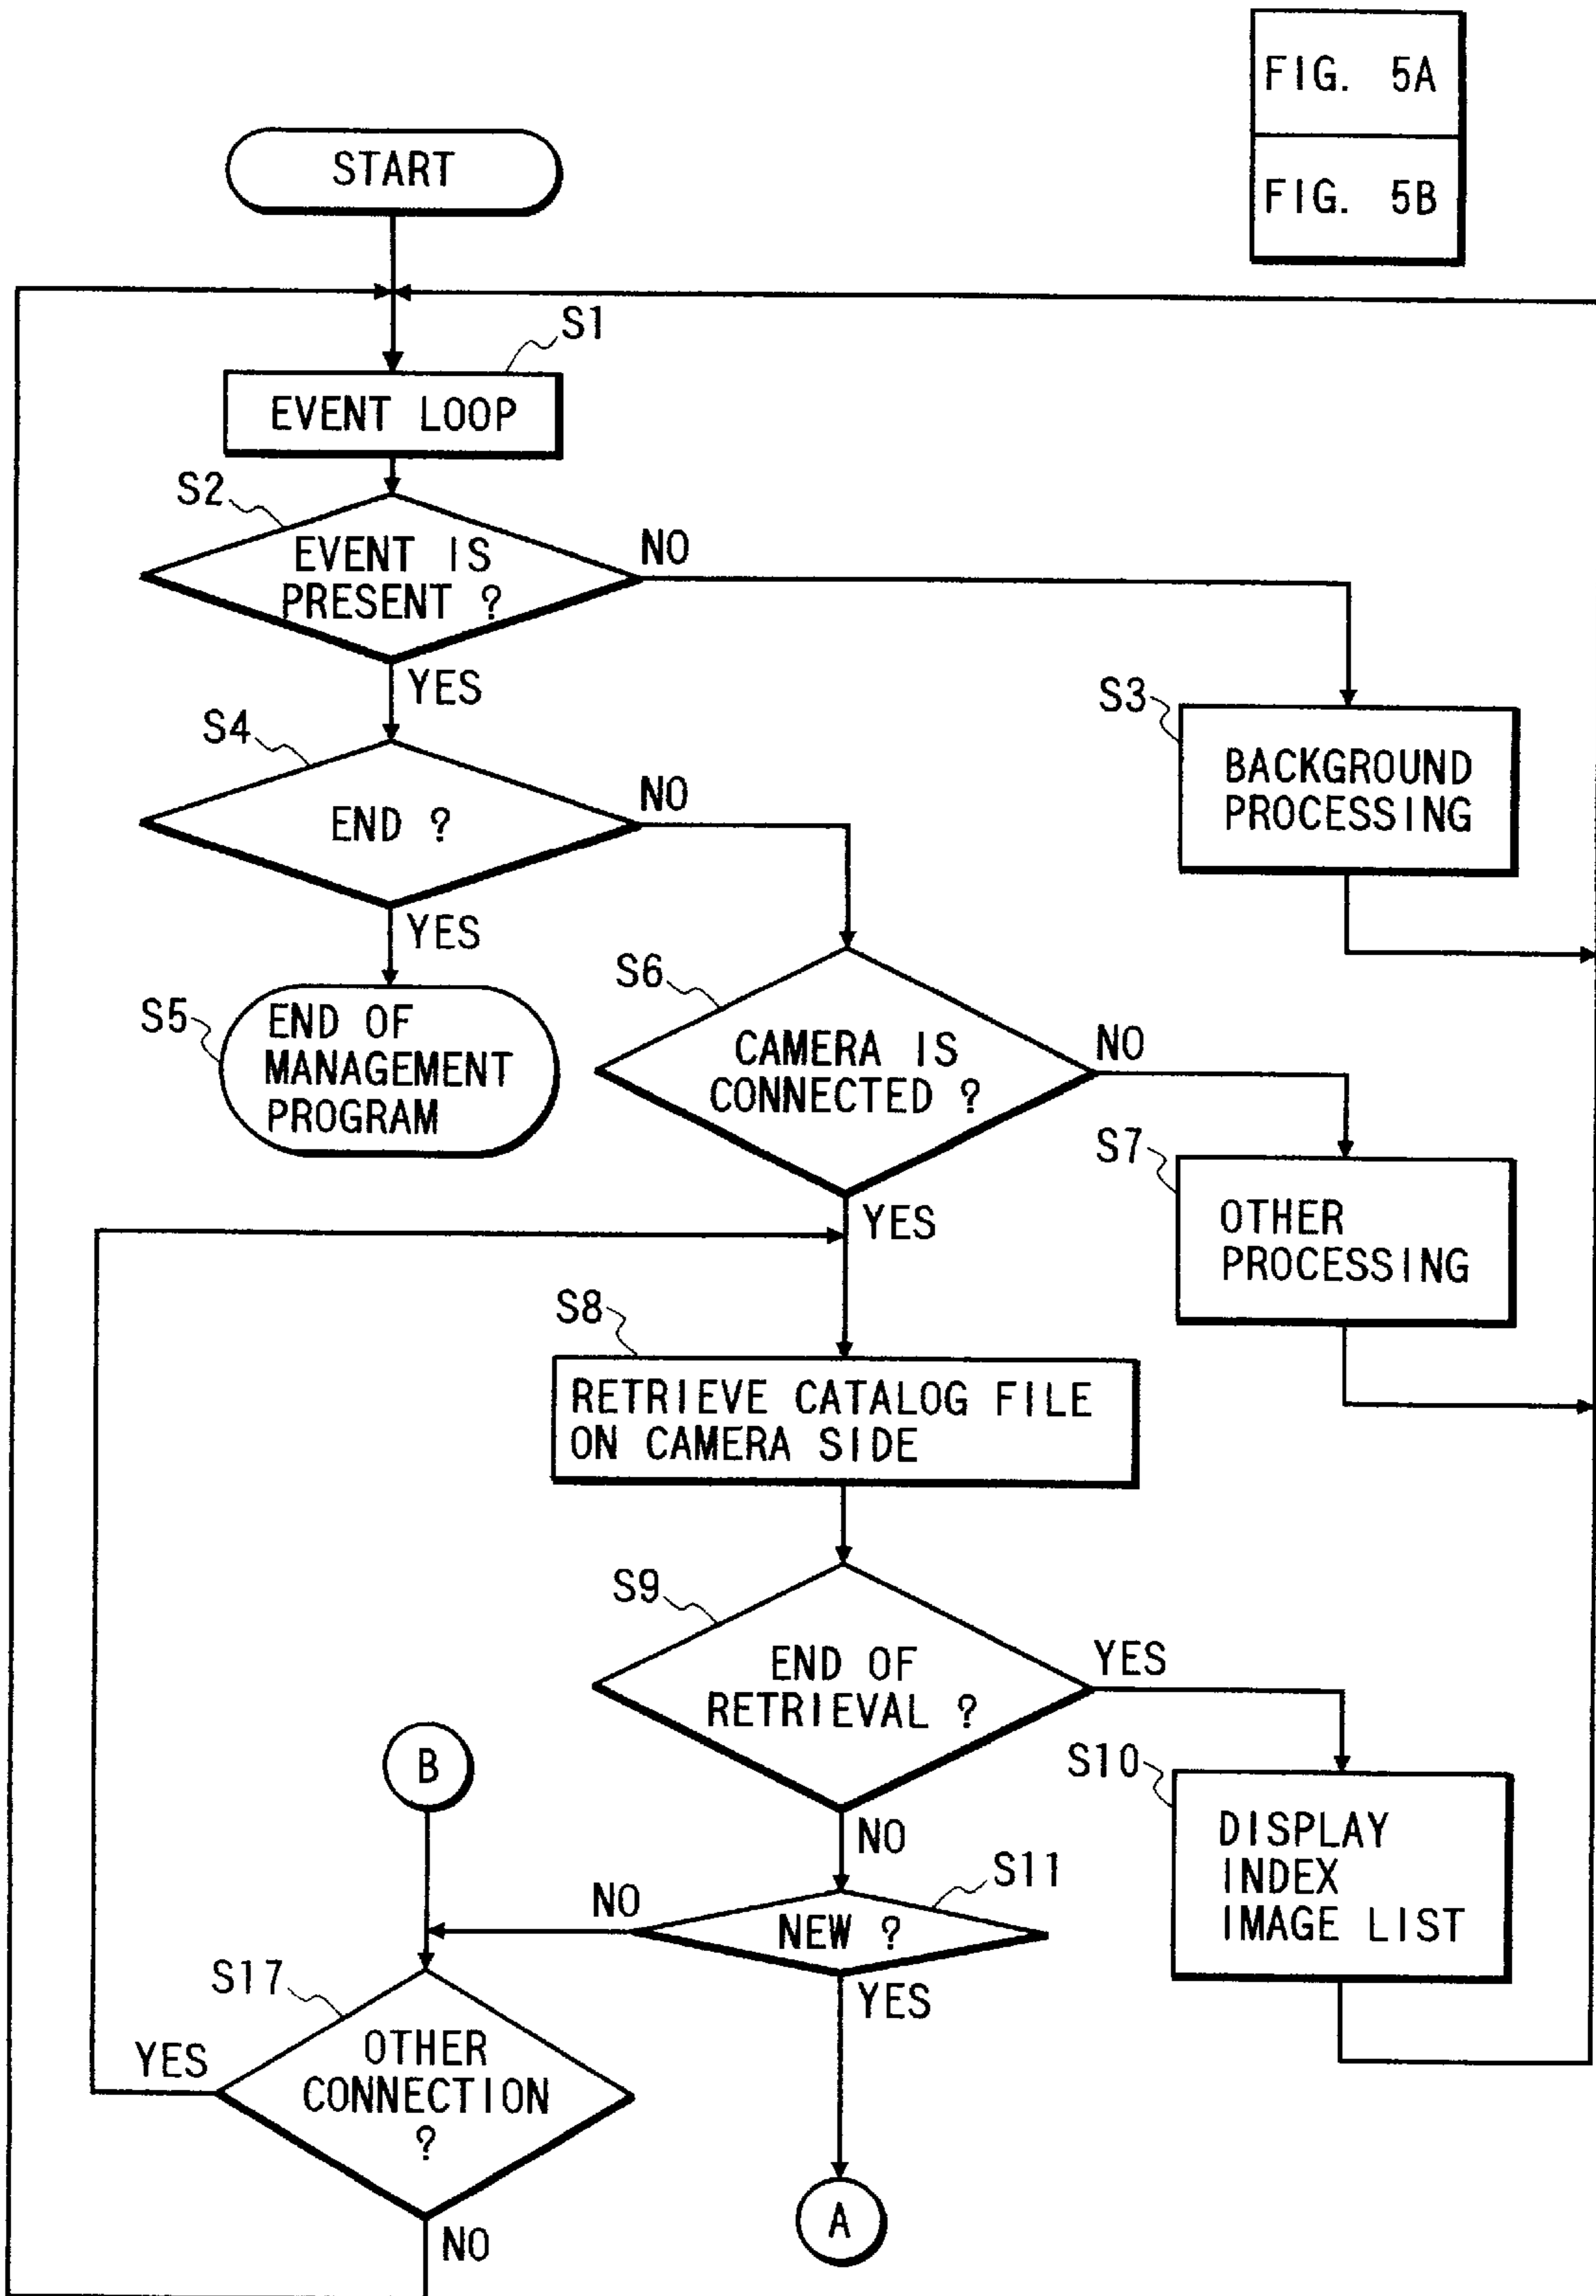 FIG. 5A
FIG. 5B
START
S1
EVENT LOOP
S2
EVENT IS
PRESENT ?
NO
YES
S3
BACKGROUND
PROCESSING
S4
END ?
NO
YES
S5
END OF
MANAGEMENT
PROGRAM
S6
CAMERA IS
CONNECTED ?
NO
YES
S7
OTHER
PROCESSING
S8
RETRIEVE CATALOG FILE
ON CAMERA SIDE
S9
END OF
RETRIEVAL ?
YES
NO
S10
DISPLAY
INDEX
IMAGE LIST
B
S11
NEW ?
NO
YES
S17
OTHER
CONNECTION
?
YES
NO
A